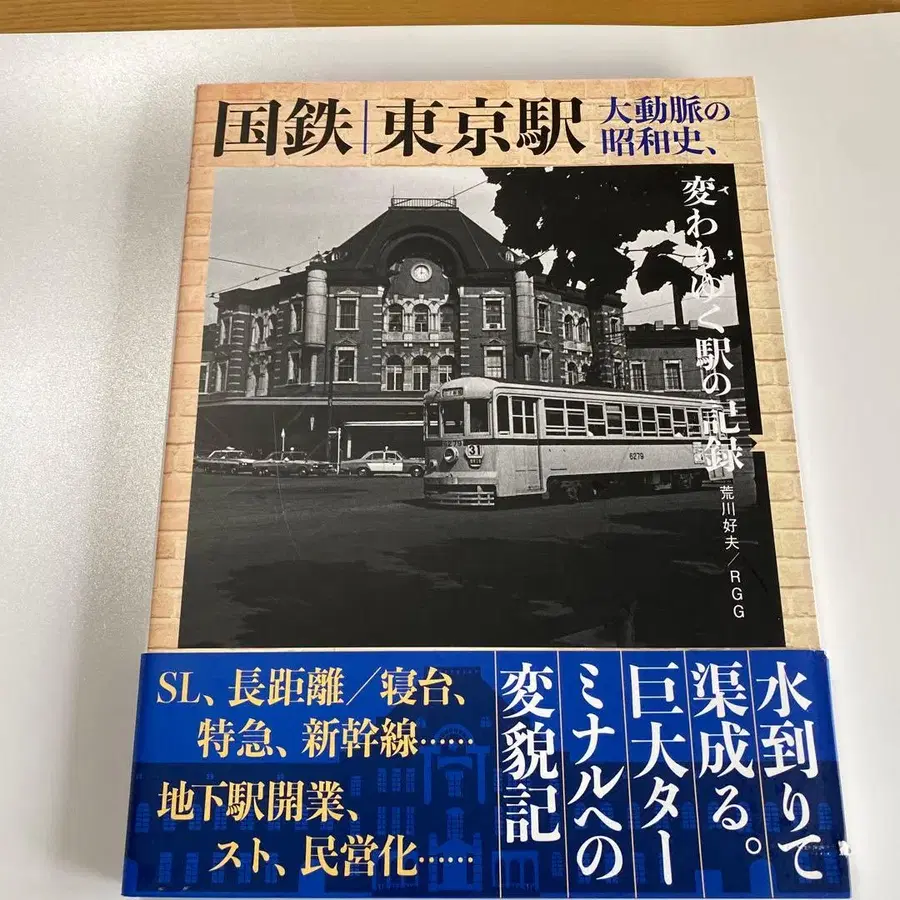 国鉄|東京駅
大動脈の
昭和史、
変わりゆく駅の記録
荒川好夫/RGG
31
6279
水到りて
渠成る。
巨大ター
ミナルへの
変貌記
SL、長距離/寝台、
特急、新幹線……
地下駅開業、
スト、民営化……